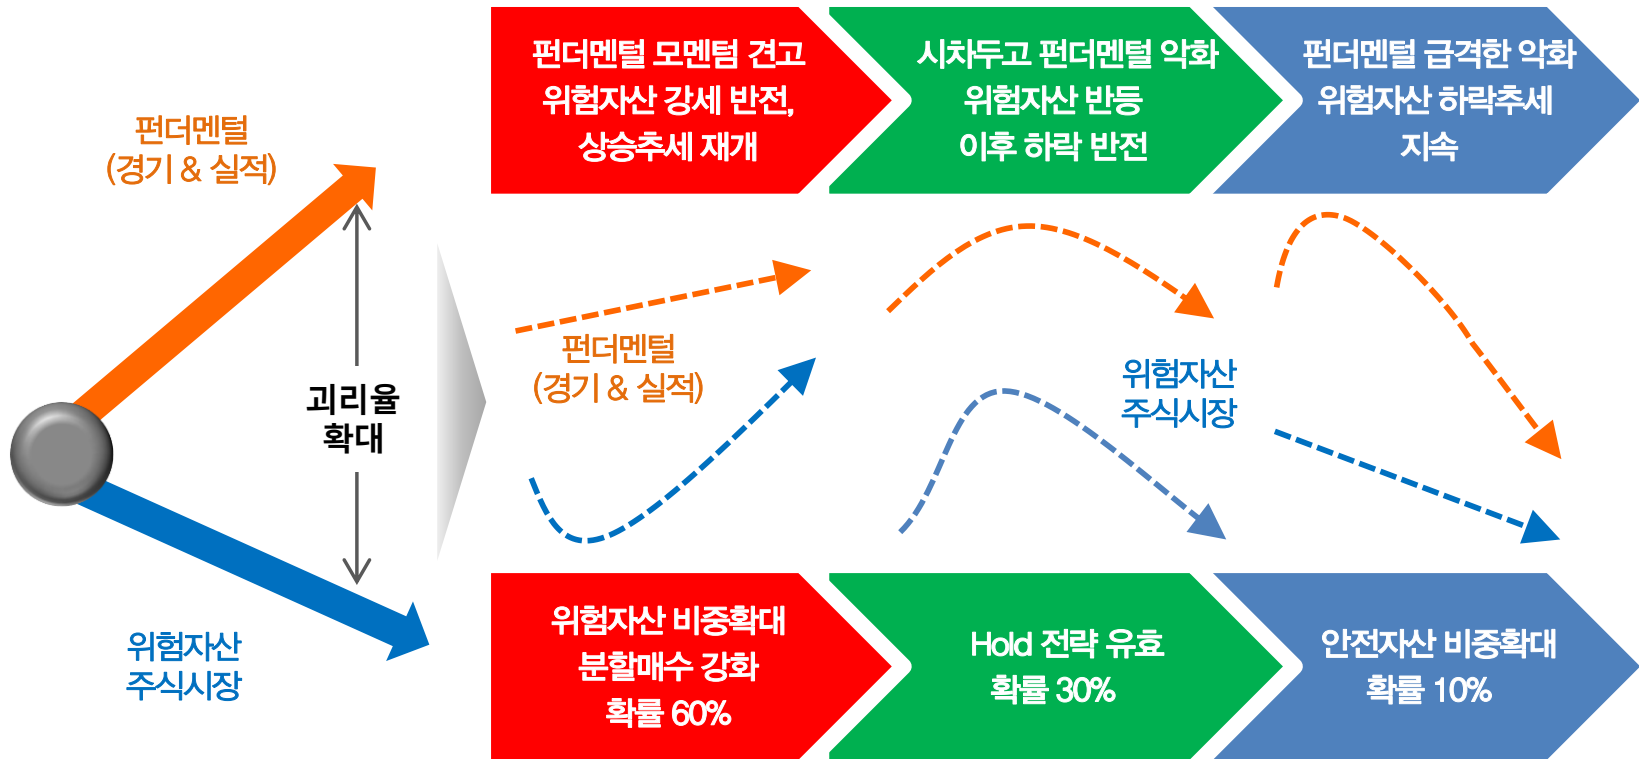 펀더멘털
(경기 & 실적)
괴리율
확대
위험자산
주식시장
펀더멘털 모멘텀 견고
위험자산 강세 반전,
상승추세 재개
시차두고 펀더멘털 악화
위험자산 반등
이후 하락 반전
펀더멘털 급격한 악화
위험자산 하락추세
지속
펀더멘털
(경기 & 실적)
위험자산
주식시장
위험자산 비중확대
분할매수 강화
확률 60%
Hold 전략 유효
확률 30%
안전자산 비중확대
확률 10%